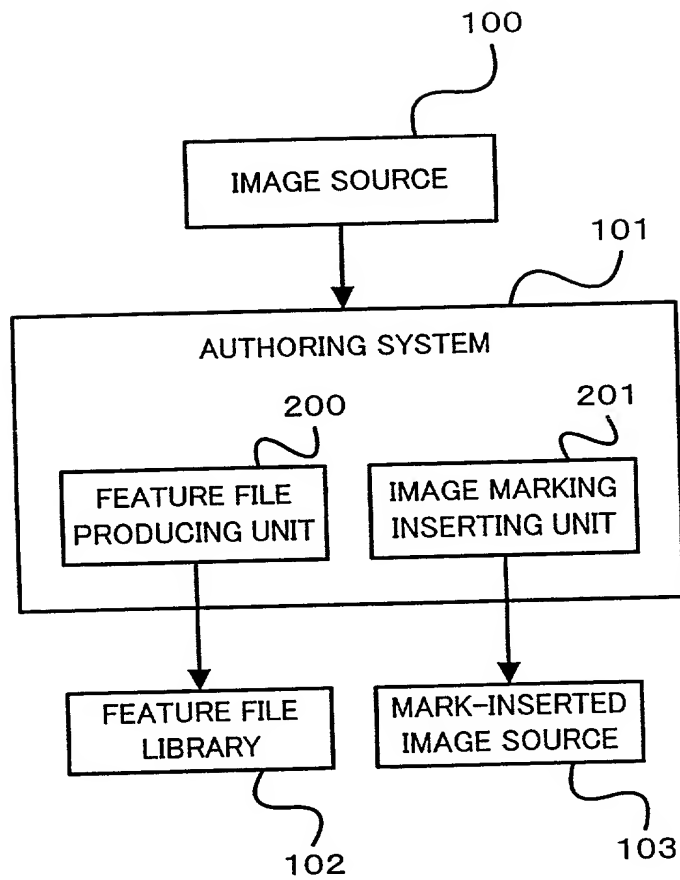 100
IMAGE SOURCE
101
AUTHORING SYSTEM
200
201
FEATURE FILE
PRODUCING UNIT
IMAGE MARKING
INSERTING UNIT
FEATURE FILE
LIBRARY
MARK-INSERTED
IMAGE SOURCE
102
103